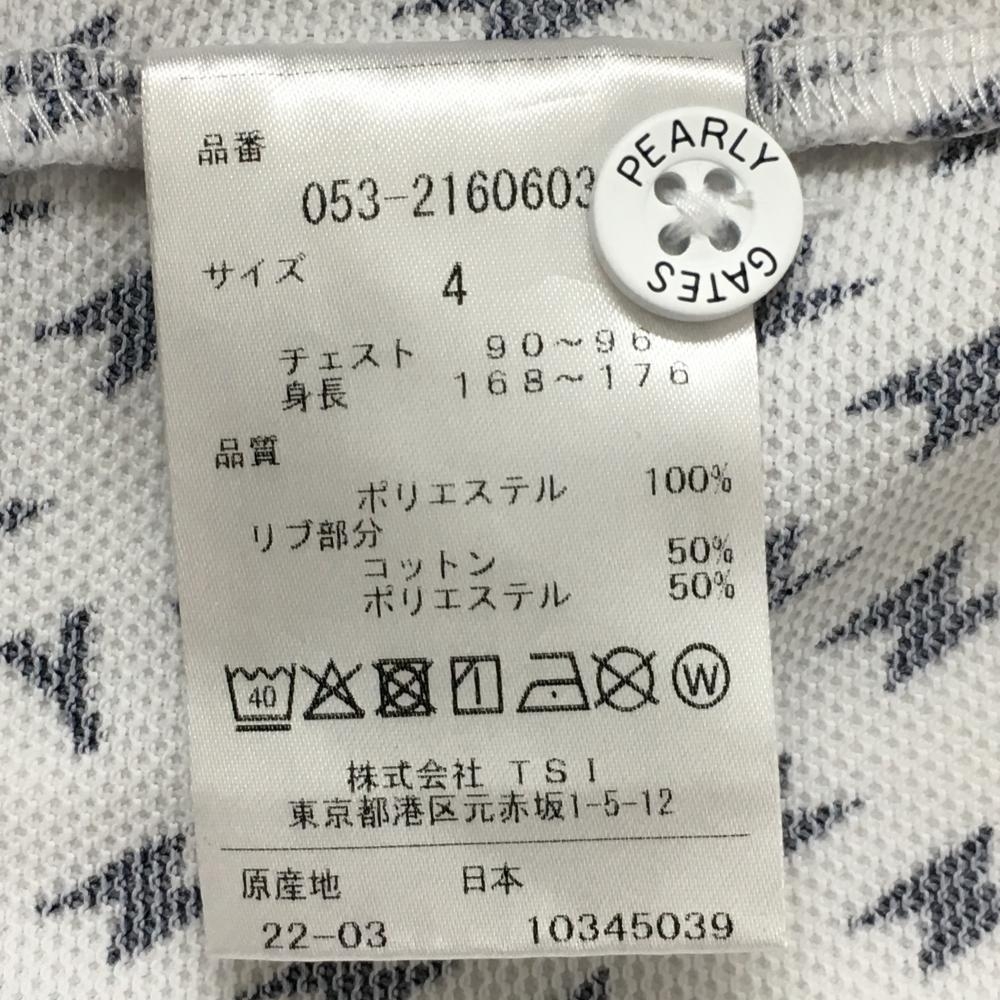 品番
053-2160603
PEARLY
GATES
サイズ 4
チェスト 90~96
身長 168~176
品質
ポリエステル 100%
リブ部分
コットン 50%
ポリエステル 50%
40
W
株式会社 TSI
東京都港区元赤坂1-5-12
原産地 日本
22-03 10345039